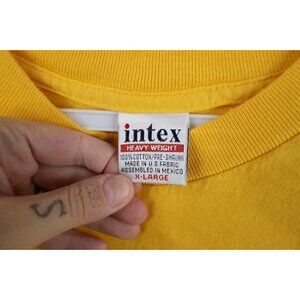 intex
HEAVY WEIGHT
100% COTTON/PRE-SHRUNK
MADE IN U.S FABRIC
ASSEMBLED IN MEXICO
X-LARGE
S